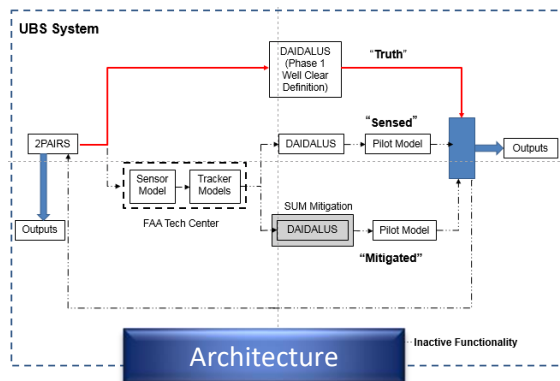 UBS System
DAIDALUS
(Phase 1
Well Clear
Definition)
“Truth”
“Sensed”
2PAIRS
DAIDALUS
Pilot Model
Outputs
Sensor
Model
Tracker
Models
FAA Tech Center
SUM Mitigation
Outputs
DAIDALUS
Pilot Model
“Mitigated”
Inactive Functionality
Architecture